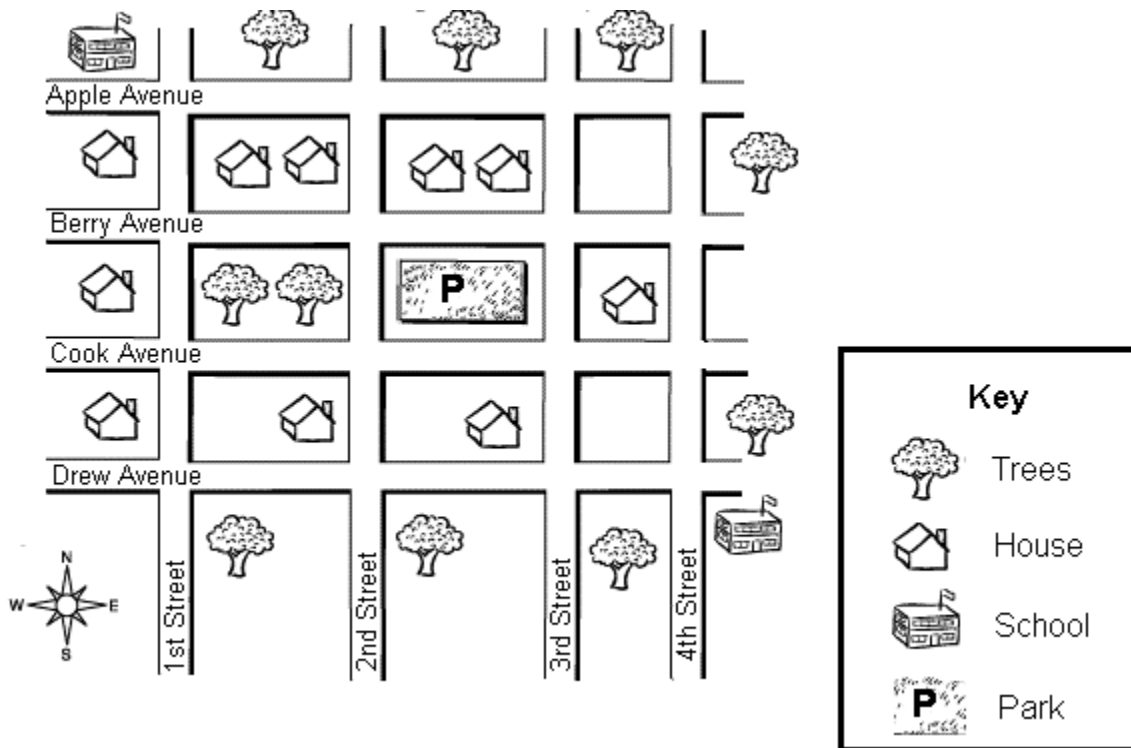 Apple Avenue
Berry Avenue
P
Cook Avenue
Drew Avenue
1st Street
2nd Street
3rd Street
4th Street
N
W E
S
Key
Trees
House
School
P Park